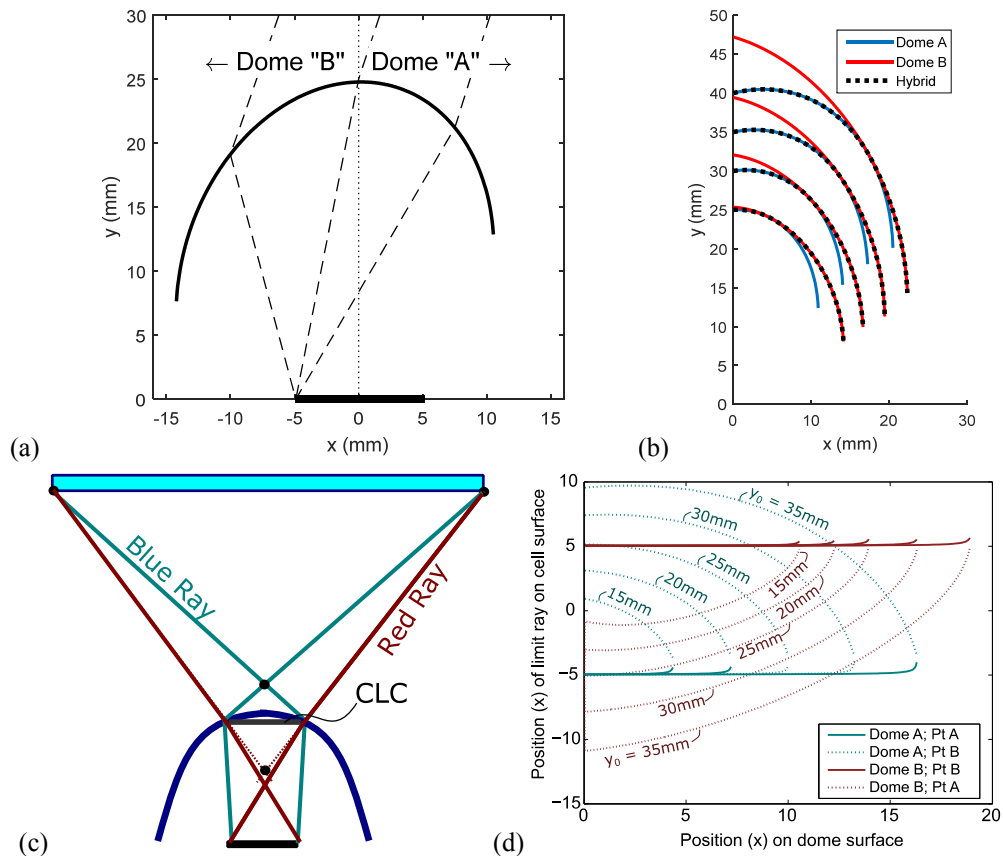 30
25
20
15
10
5
0
y (mm)
← Dome "B" Dome "A" →
-15 -10 -5 0 5 10 15
x (mm)
(a)
50
45
40
35
30
25
20
15
10
5
0
y (mm)
Dome A
Dome B
Hybrid
0 10 20 30
x (mm)
(b)
Blue Ray
Red Ray
CLC
(c)
10
5
0
−5
−10
−15
Position (x) of limit ray on cell surface
y₀ = 35mm
30mm
25mm
20mm
15mm
15mm
20mm
25mm
30mm
y₀ = 35mm
Dome A; Pt A
Dome A; Pt B
Dome B; Pt B
Dome B; Pt A
0 5 10 15 20
Position (x) on dome surface
(d)